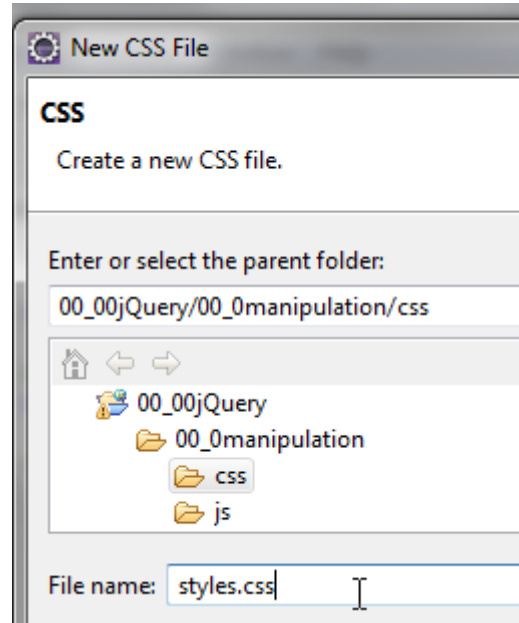 New CSS File
CSS
Create a new CSS file.
Enter or select the parent folder:
00_00jQuery/00_0manipulation/css
00_00jQuery
00_0manipulation
css
js
File name: styles.css